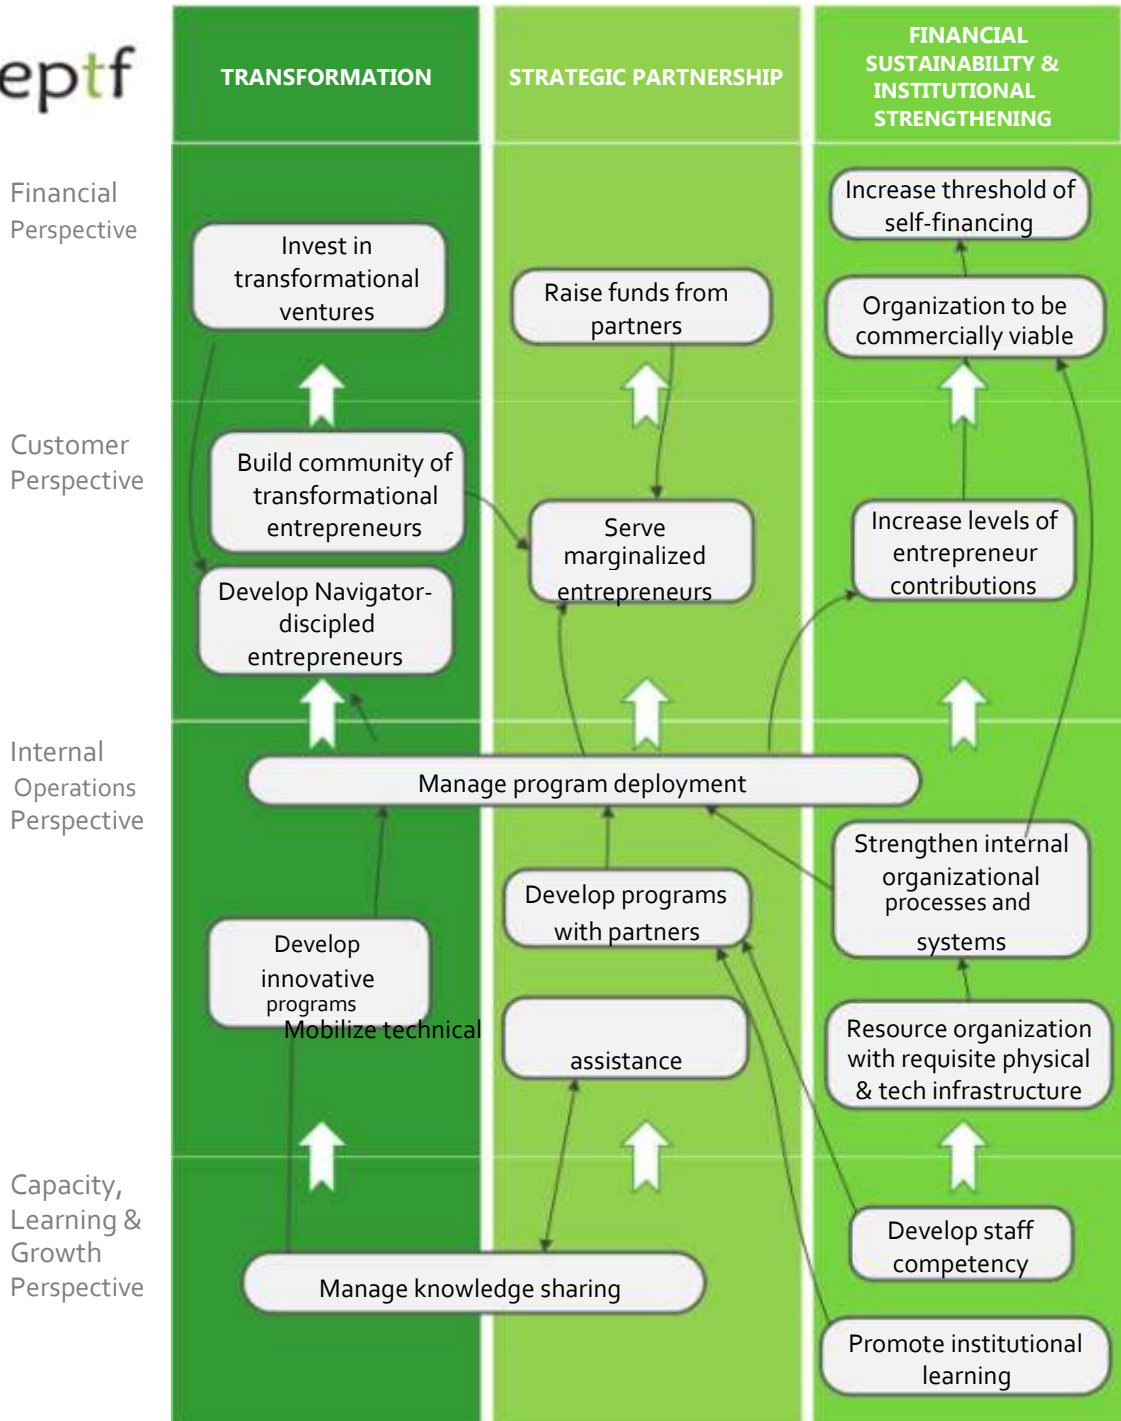 eptf
TRANSFORMATION
STRATEGIC PARTNERSHIP
FINANCIAL
SUSTAINABILITY &
INSTITUTIONAL
STRENGTHENING
Financial
Perspective
Invest in
transformational
ventures
Raise funds from
partners
Increase threshold of
self-financing
Organization to be
commercially viable
Customer
Perspective
Build community of
transformational
entrepreneurs
Develop Navigator-
discipled
entrepreneurs
Serve
marginalized
entrepreneurs
Increase levels of
entrepreneur
contributions
Internal
Operations
Perspective
Manage program deployment
Develop
innovative
programs
Develop programs
with partners
Mobilize technical
assistance
Strengthen internal
organizational
processes and
systems
Resource organization
with requisite physical
& tech infrastructure
Capacity,
Learning &
Growth
Perspective
Manage knowledge sharing
Develop staff
competency
Promote institutional
learning